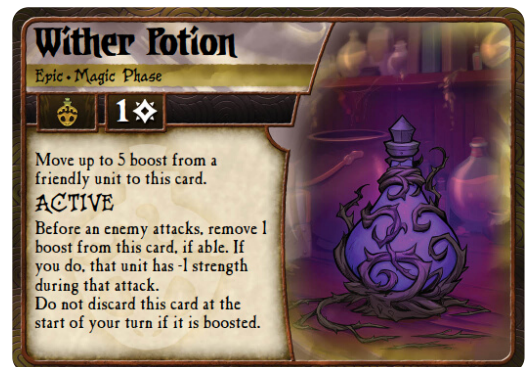 Wither Potion
Epic • Magic Phase
1
Move up to 5 boost from a
friendly unit to this card.
ACTIVE
Before an enemy attacks, remove 1
boost from this card, if able. If
you do, that unit has -1 strength
during that attack.
Do not discard this card at the
start of your turn if it is boosted.